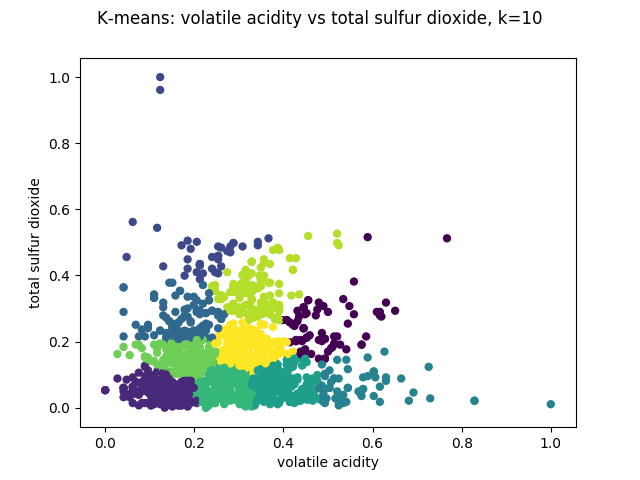 K-means: volatile acidity vs total sulfur dioxide, k=10
1.0
0.8
0.6
0.4
0.2
0.0
total sulfur dioxide
0.0 0.2 0.4 0.6 0.8 1.0
volatile acidity